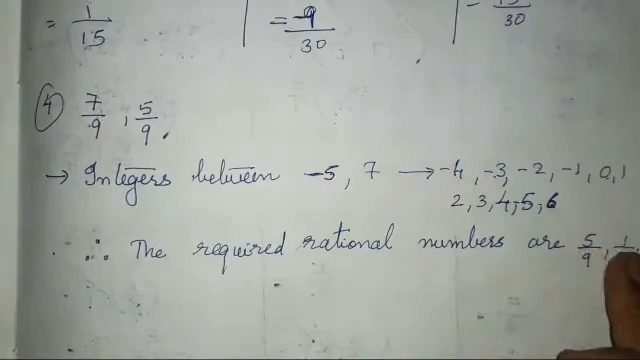 = 1/15
= -9/30
30
④ 7/-9 , 5/9 .
→ Integers between -5, 7 → -4, -3, -2, -1, 0, 1
2, 3, 4, 5, 6
∴ The required rational numbers are 5/9, 1